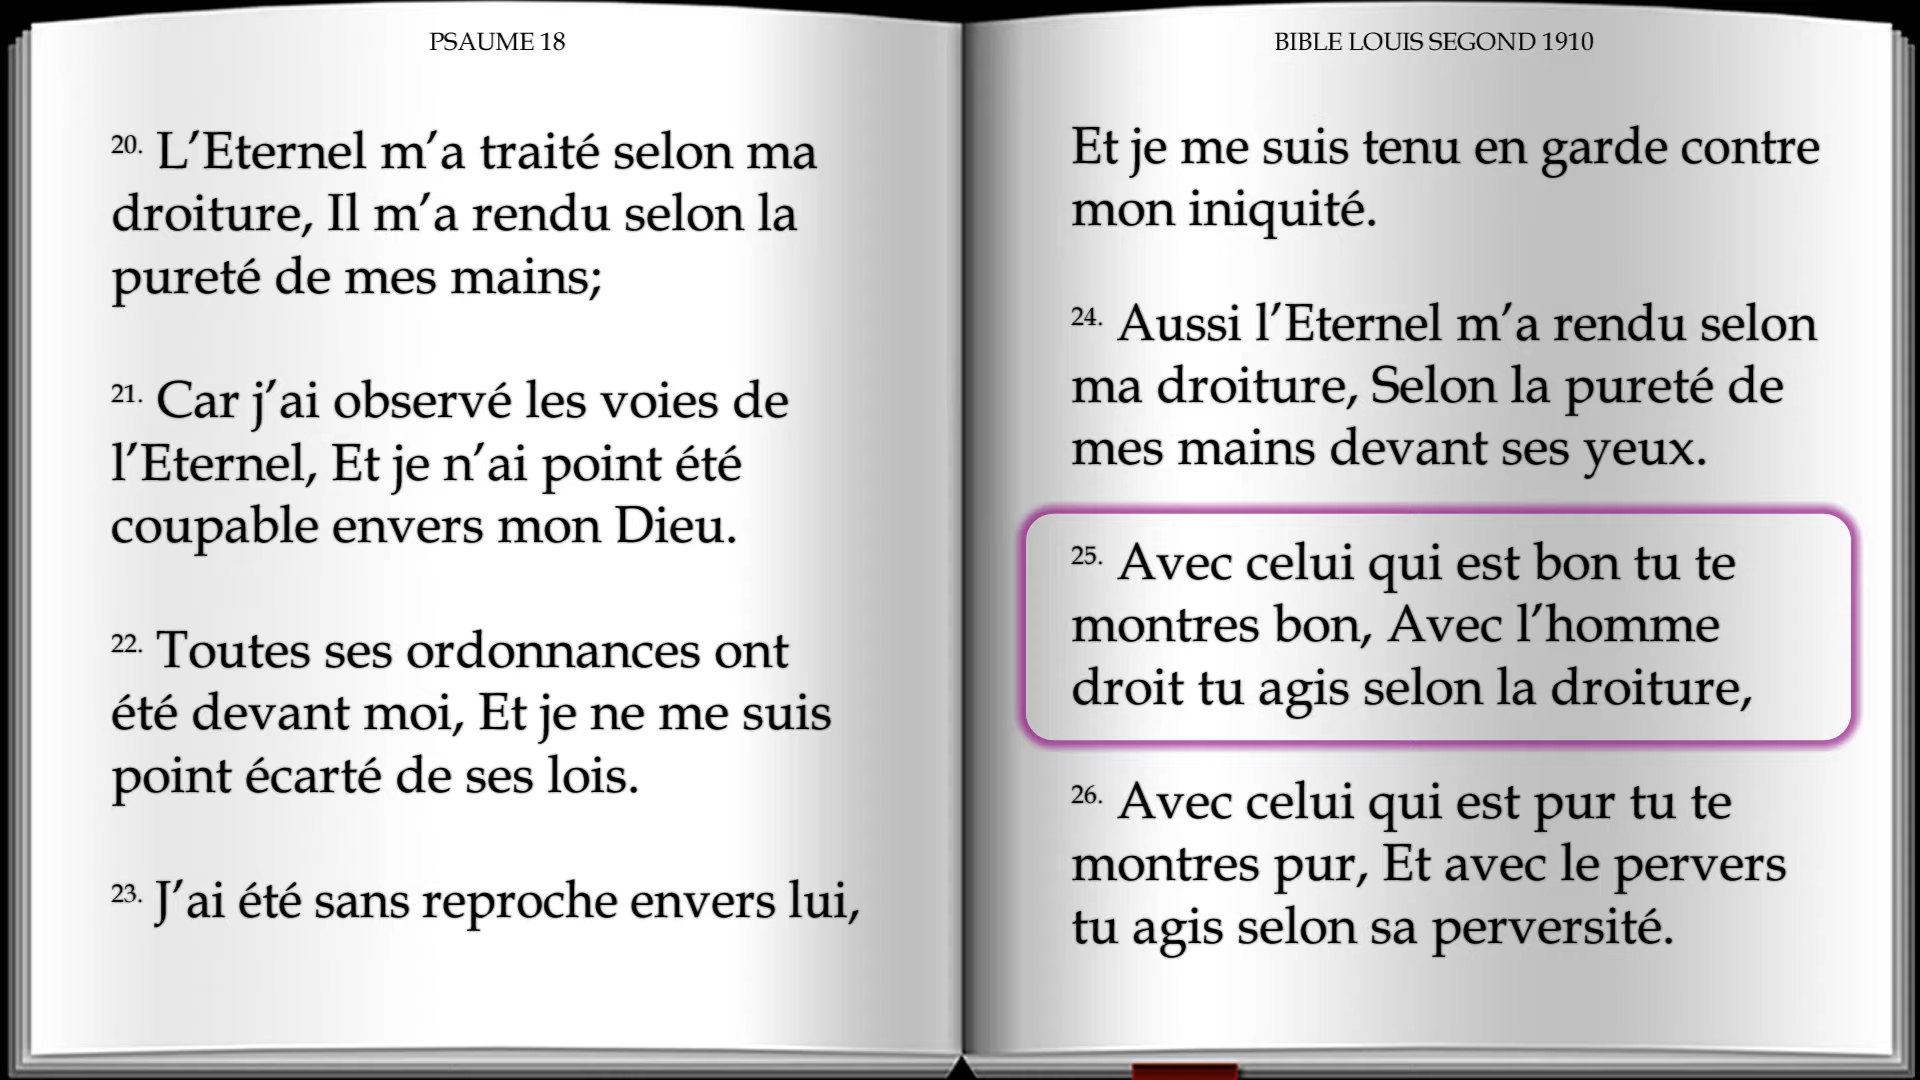 PSAUME 18
20. L’Eternel m’a traité selon ma
droiture, Il m’a rendu selon la
pureté de mes mains;
21. Car j’ai observé les voies de
l’Eternel, Et je n’ai point été
coupable envers mon Dieu.
22. Toutes ses ordonnances ont
été devant moi, Et je ne me suis
point écarté de ses lois.
23. J’ai été sans reproche envers lui,
BIBLE LOUIS SEGOND 1910
Et je me suis tenu en garde contre
mon iniquité.
24. Aussi l’Eternel m’a rendu selon
ma droiture, Selon la pureté de
mes mains devant ses yeux.
25. Avec celui qui est bon tu te
montres bon, Avec l’homme
droit tu agis selon la droiture,
26. Avec celui qui est pur tu te
montres pur, Et avec le pervers
tu agis selon sa perversité.